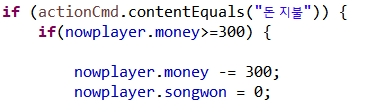 if (actionCmd.contentEquals("돈 지불")) {
if(nowplayer.money>=300) {
nowplayer.money -= 300;
nowplayer.songwon = 0;